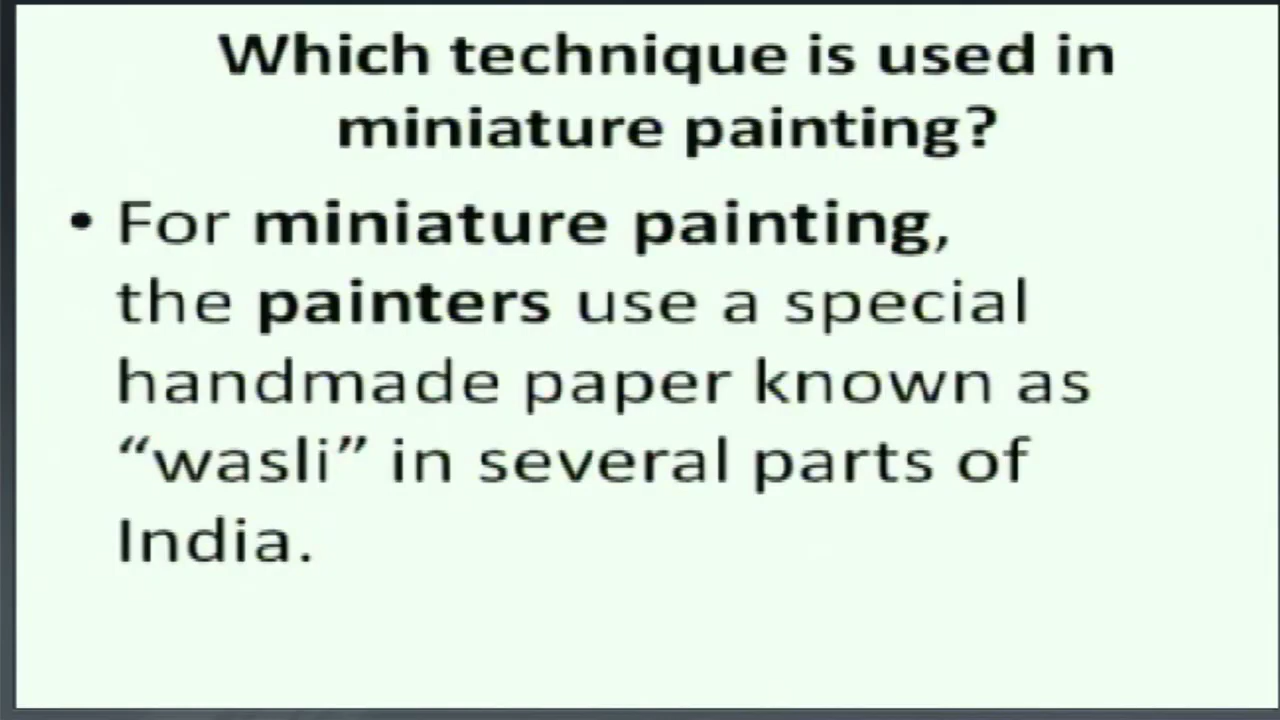 Which technique is used in
miniature painting?
• For miniature painting,
the painters use a special
handmade paper known as
“wasli” in several parts of
India.